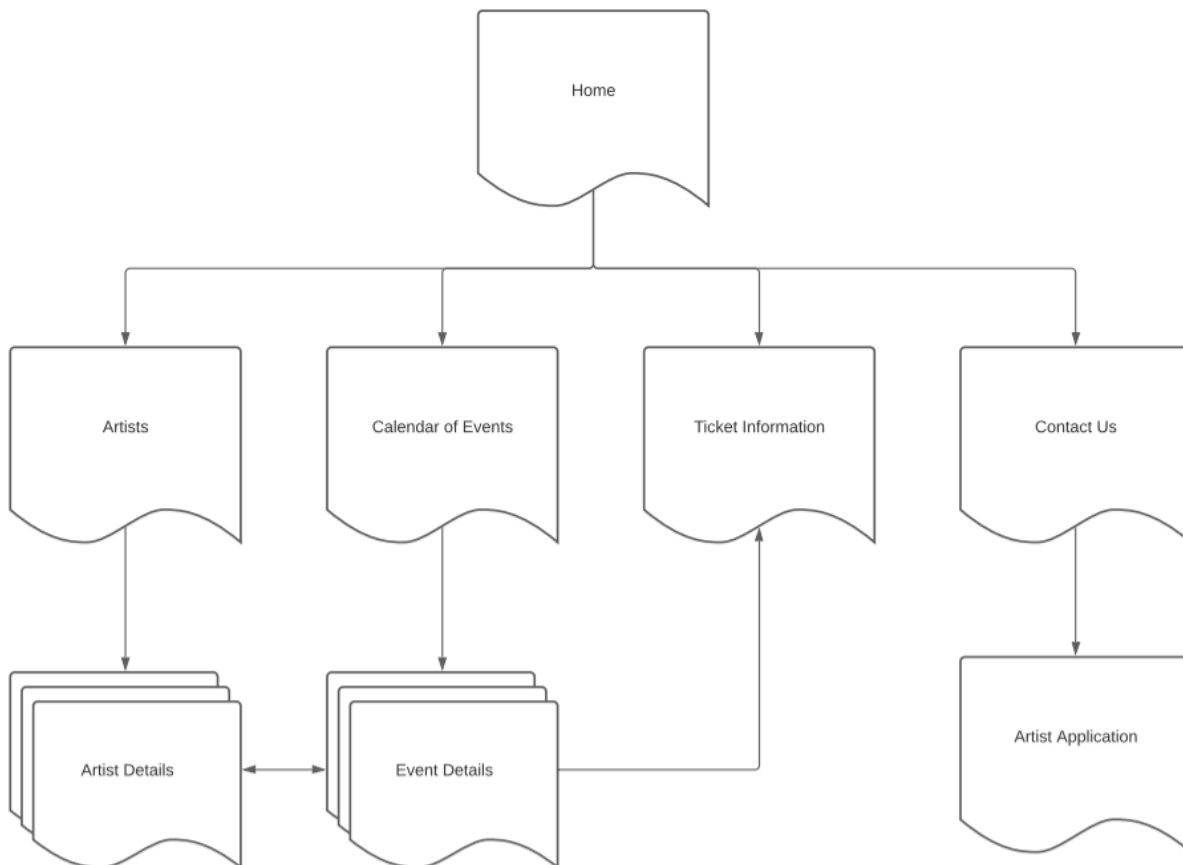 Home
Artists
Calendar of Events
Ticket Information
Contact Us
Artist Details
Event Details
Artist Application